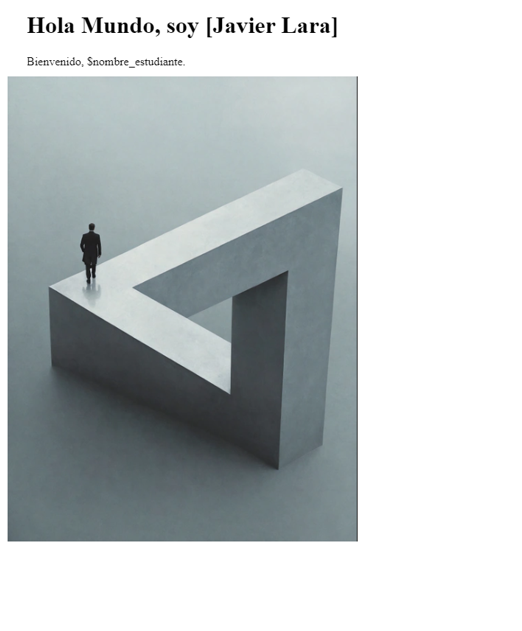 Hola Mundo, soy [Javier Lara]
Bienvenido, $nombre_estudiante.